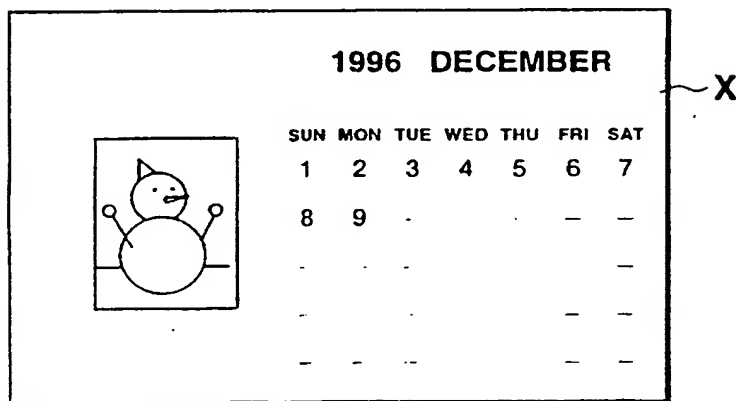 1996 DECEMBER
X
SUN MON TUE WED THU FRI SAT
1 2 3 4 5 6 7
8 9 - - - -
- - - -
- - - -
- - - - -